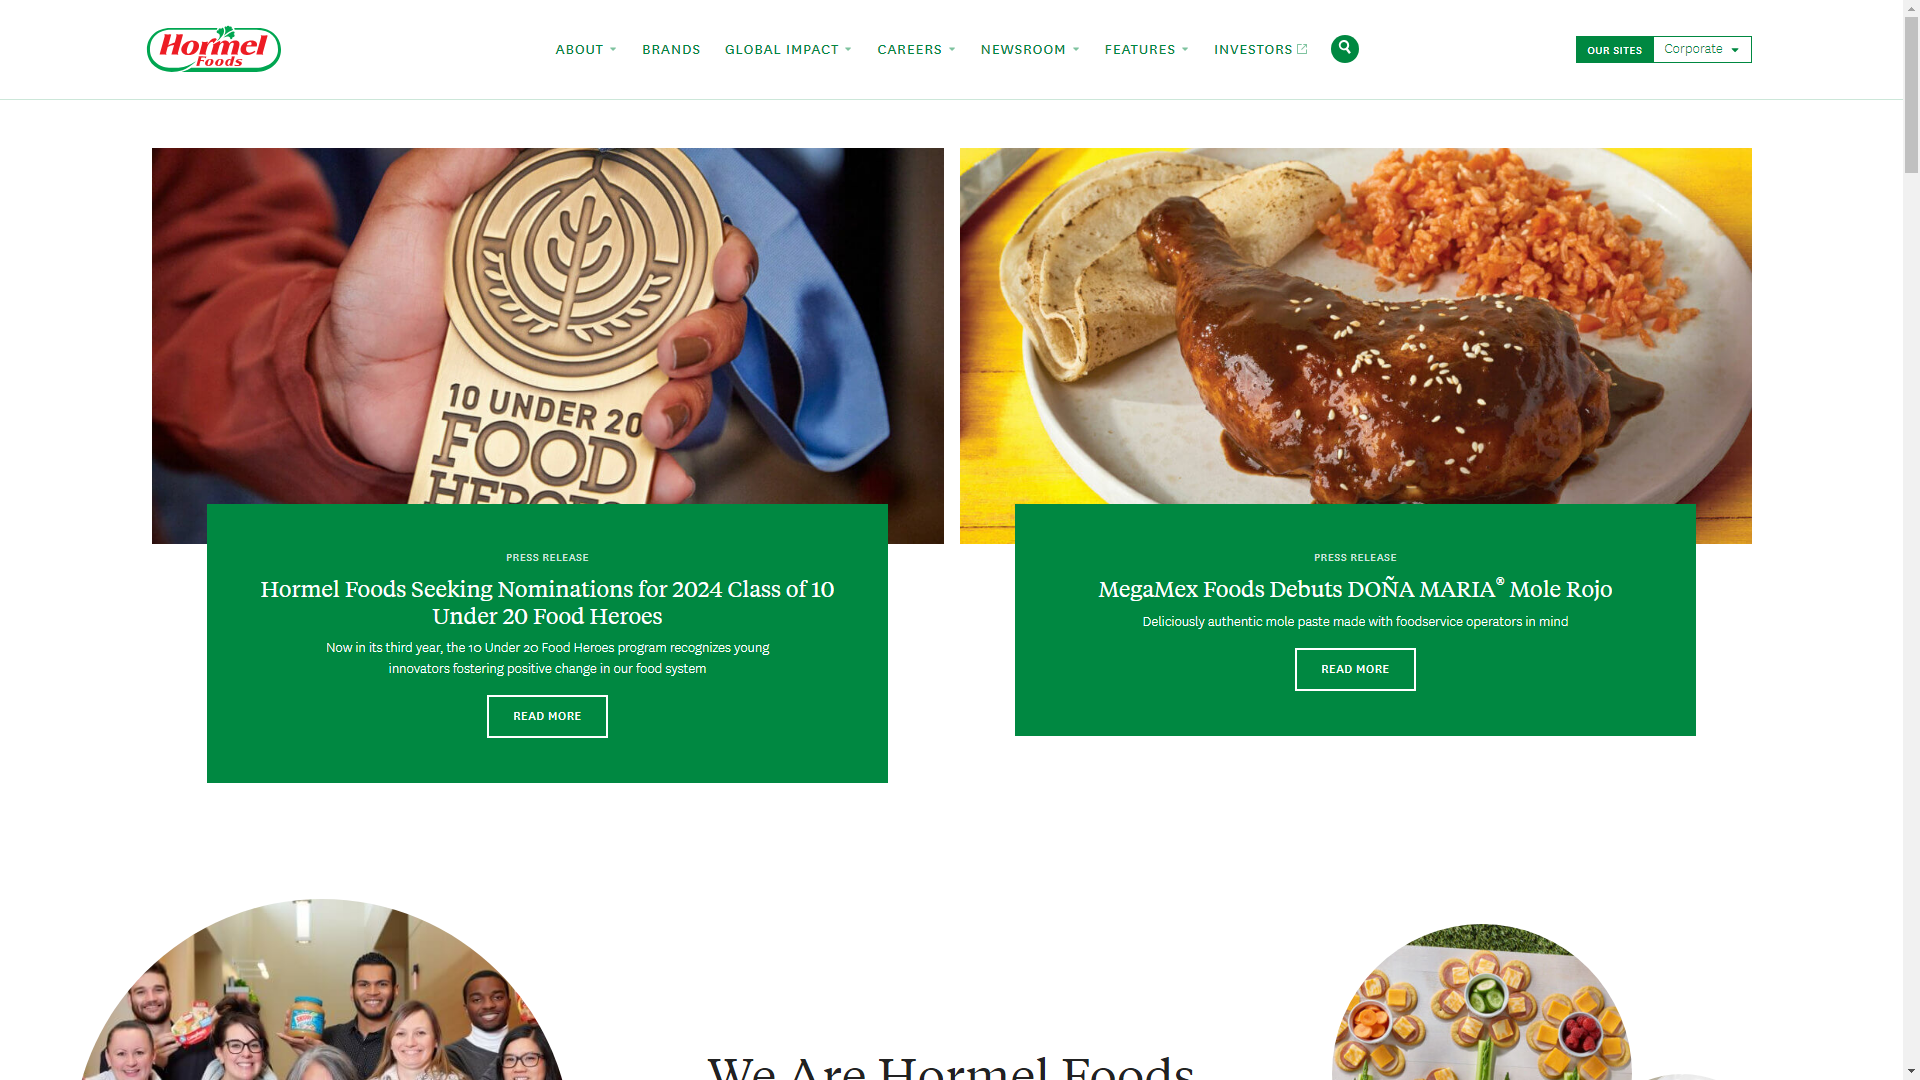 Hormel
Foods
ABOUT
BRANDS
GLOBAL IMPACT
CAREERS
NEWSROOM
FEATURES
INVESTORS
OUR SITES
Corporate
10 UNDER 20
FOOD
HEROES
PRESS RELEASE
Hormel Foods Seeking Nominations for 2024 Class of 10
Under 20 Food Heroes
Now in its third year, the 10 Under 20 Food Heroes program recognizes young
innovators fostering positive change in our food system
READ MORE
PRESS RELEASE
MegaMex Foods Debuts DOÑA MARIA® Mole Rojo
Deliciously authentic mole paste made with foodservice operators in mind
READ MORE
SKIPPY
We Are Hormel Foods